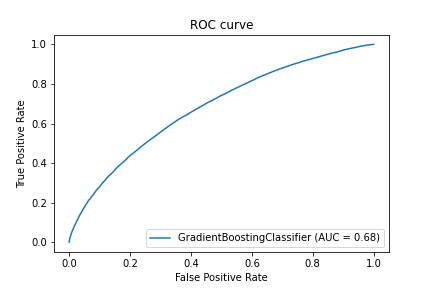 ROC curve
1.0
0.8
0.6
0.4
0.2
0.0
True Positive Rate
GradientBoostingClassifier (AUC = 0.68)
0.0 0.2 0.4 0.6 0.8 1.0
False Positive Rate